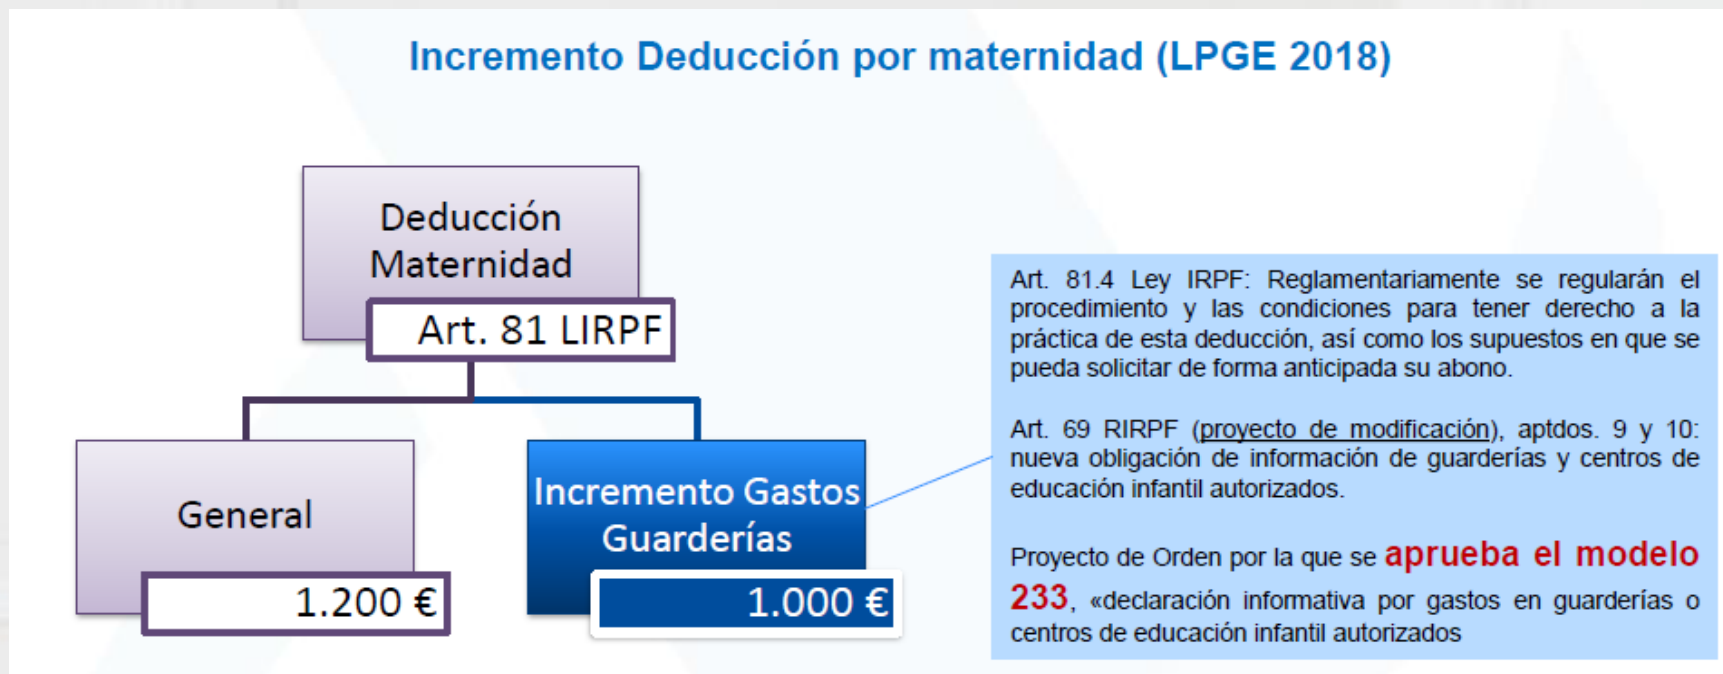 Incremento Deducción por maternidad (LPGE 2018)
Deducción
Maternidad
Art. 81 LIRPF
General
1.200 €
Incremento Gastos
Guarderías
1.000 €
Art. 81.4 Ley IRPF: Reglamentariamente se regularán el
procedimiento y las condiciones para tener derecho a la
práctica de esta deducción, así como los supuestos en que se
pueda solicitar de forma anticipada su abono.
Art. 69 RIRPF (proyecto de modificación), aptdos. 9 y 10:
nueva obligación de información de guarderías y centros de
educación infantil autorizados.
Proyecto de Orden por la que se aprueba el modelo
233, «declaración informativa por gastos en guarderías o
centros de educación infantil autorizados